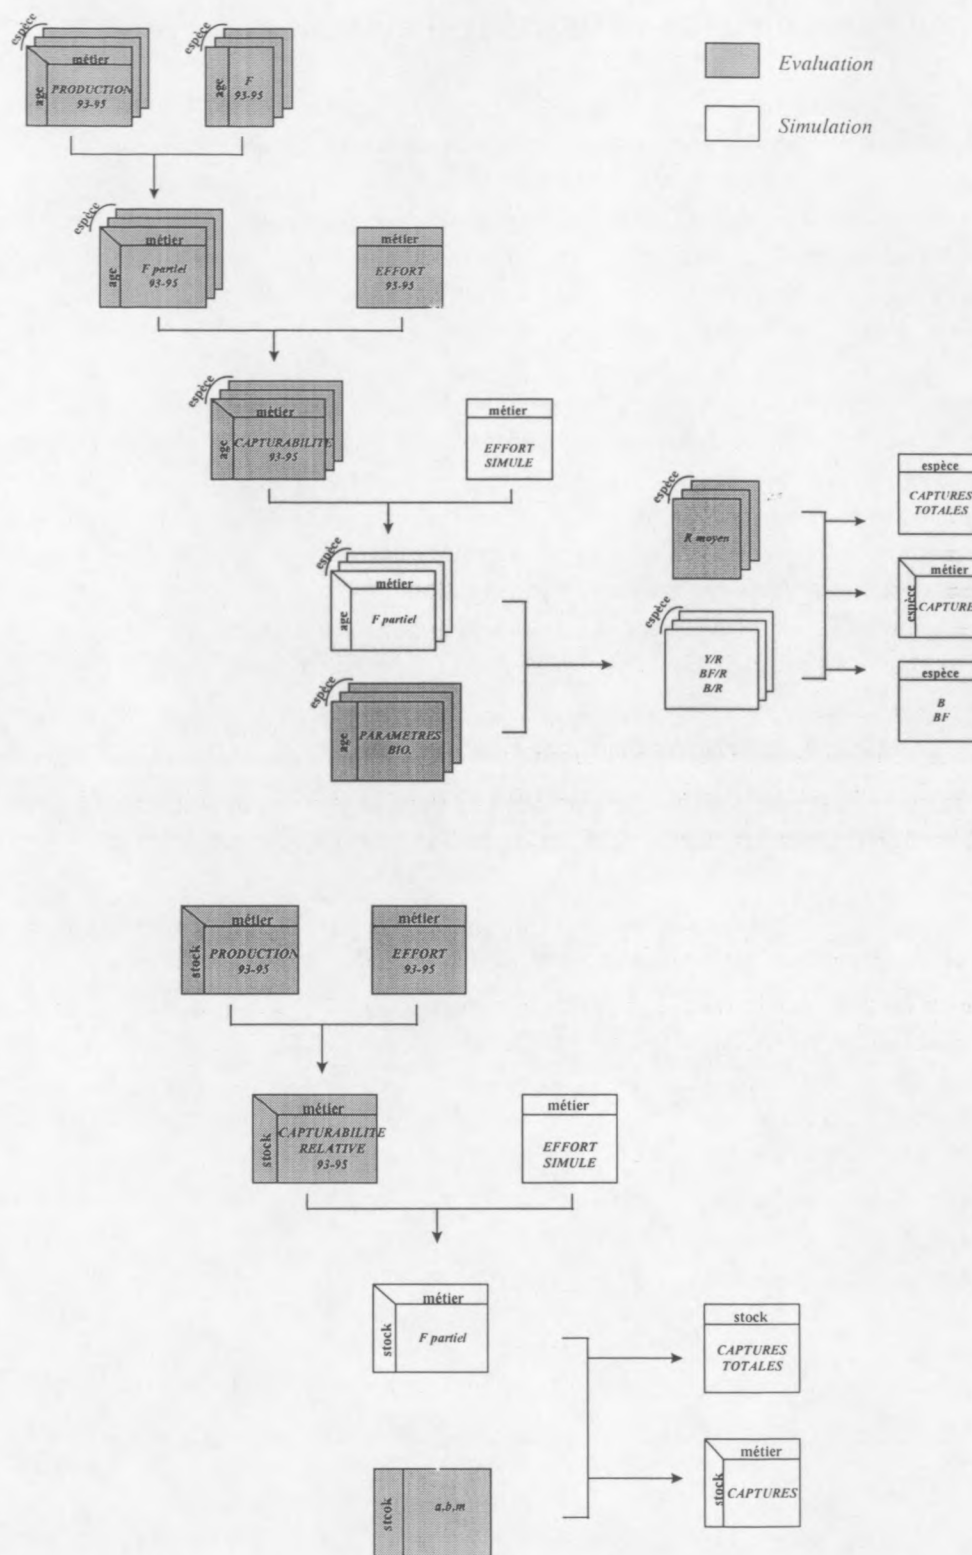 espèce
métier
age
PRODUCTION
93-95
espèce
age
F
93-95
Evaluation
Simulation
espèce
métier
age
F partiel
93-95
métier
EFFORT
95-95
espèce
métier
age
CAPTURABILITE
93-95
métier
EFFORT
SIMULE
espèce
métier
age
F partiel
espèce
R moyen
espèce
CAPTURES
TOTALES
métier
espèce
CAPTURE
espèce
Y/R
BF/R
B/R
espèce
B
BF
espèce
age
PARAMETRES
BIO.
métier
stock
PRODUCTION
93-95
métier
EFFORT
93-95
métier
stock
CAPTURABILITE
RELATIVE
93-95
métier
EFFORT
SIMULE
métier
stock
F partiel
stock
CAPTURES
TOTALES
stcok
a,b,m
métier
stock
CAPTURES